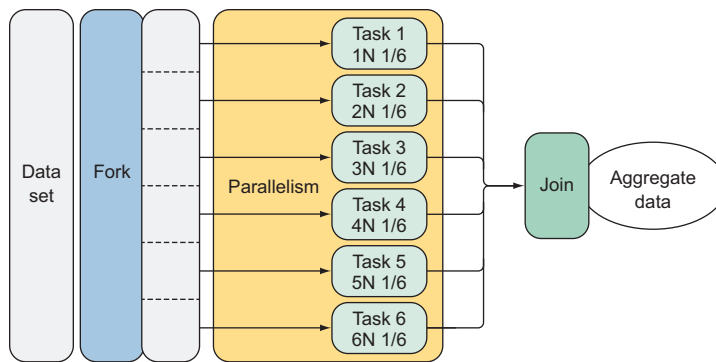 Data
set
Fork
Parallelism
Task 1
1N 1/6
Task 2
2N 1/6
Task 3
3N 1/6
Task 4
4N 1/6
Task 5
5N 1/6
Task 6
6N 1/6
Join
Aggregate
data